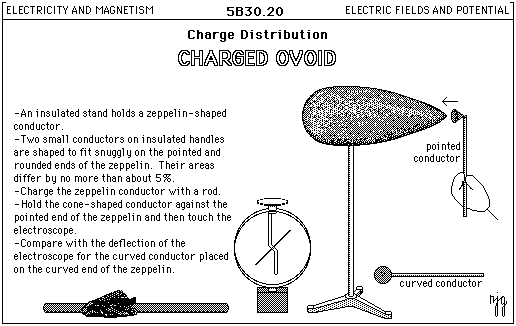 ELECTRICITY AND MAGNETISM
5B30.20
ELECTRIC FIELDS AND POTENTIAL
Charge Distribution
CHARGED OVOID
-An insulated stand holds a zeppelin-shaped
conductor.
-Two small conductors on insulated handles
are shaped to fit snuggly on the pointed and
rounded ends of the zeppelin. Their areas
differ by no more than about 5%.
-Charge the zeppelin conductor with a rod.
-Hold the cone-shaped conductor against the
pointed end of the zeppelin and then touch the
electroscope.
-Compare with the deflection of the
electroscope for the curved conductor placed
on the curved end of the zeppelin.
pointed
conductor
curved conductor
njg